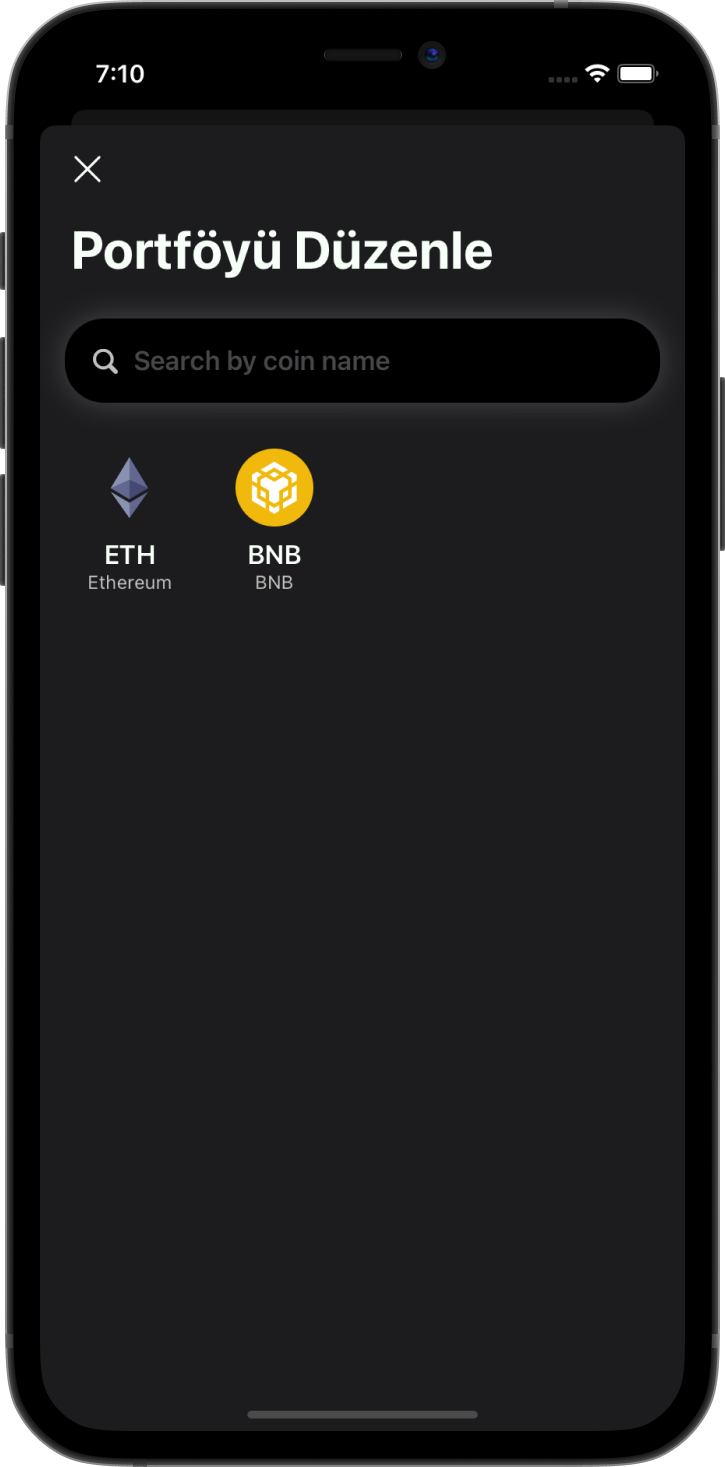 7:10
Portföyü Düzenle
Search by coin name
ETH BNB
Ethereum BNB